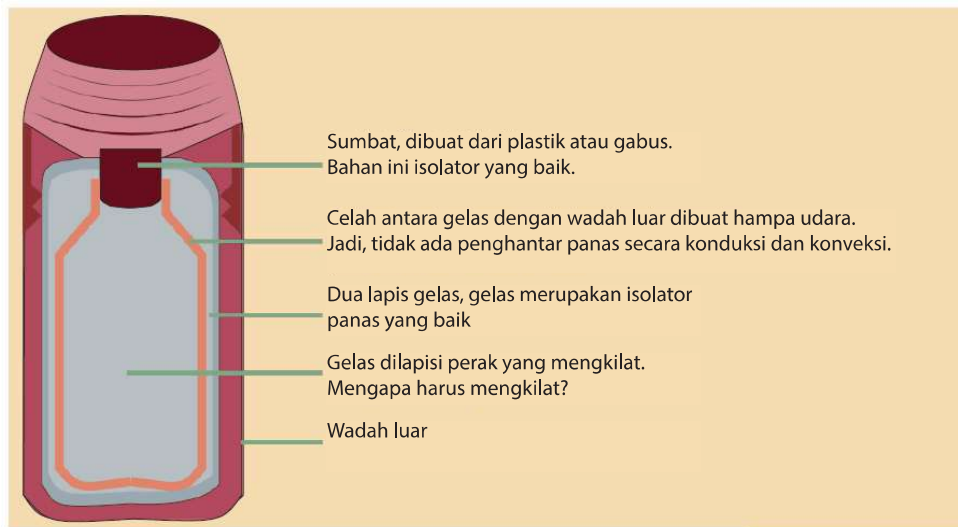 Sumbat, dibuat dari plastik atau gabus.
Bahan ini isolator yang baik.
Celah antara gelas dengan wadah luar dibuat hampa udara.
Jadi, tidak ada penghantar panas secara konduksi dan konveksi.
Dua lapis gelas, gelas merupakan isolator
panas yang baik
Gelas dilapisi perak yang mengkilat.
Mengapa harus mengkilat?
Wadah luar